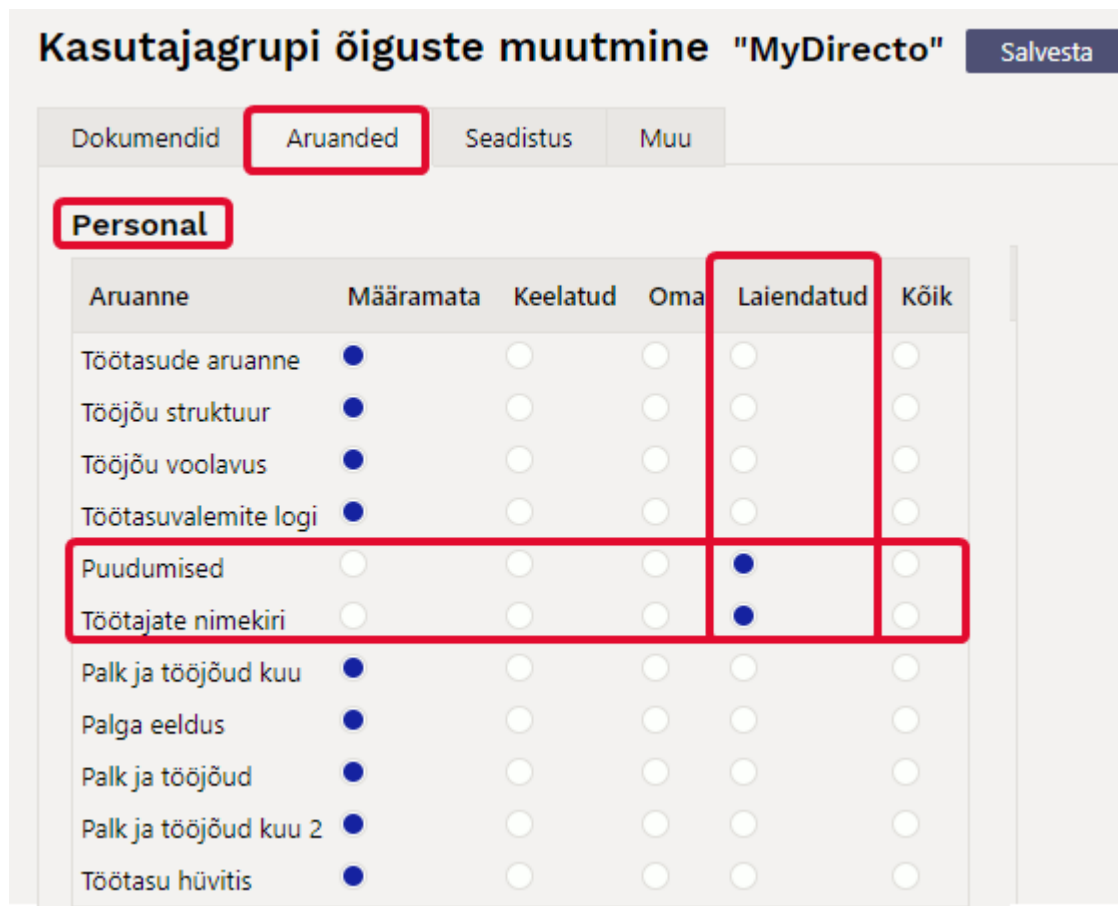 Kasutajagrupi õiguste muutmine "MyDirecto" Salvesta
Dokumendid Aruanded Seadistus Muu
Personal
Aruanne Määramata Keelatud Oma Laiendatud Kõik
Töötasude aruanne
Tööjõu struktuur
Tööjõu voolavus
Töötasuvalemite logi
Puudumised
Töötajate nimekiri
Palk ja tööjõud kuu
Palga eeldus
Palk ja tööjõud
Palk ja tööjõud kuu 2
Töötasu hüvitis